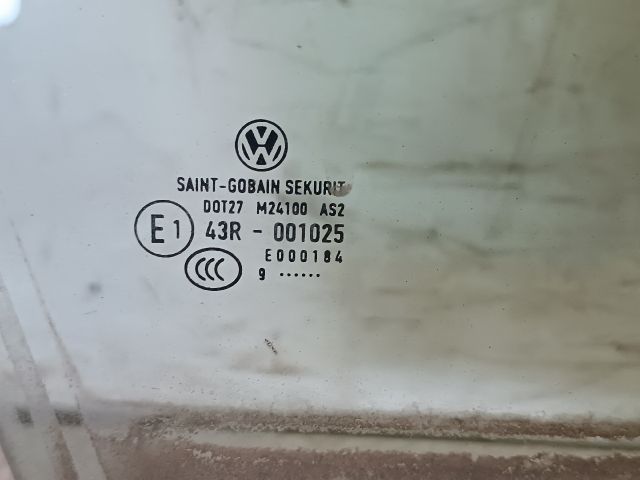 SAINT-GOBAIN SEKURIT
DOT27 M24100 AS2
E1 43R - 001025
E000184
CCC
9 ......